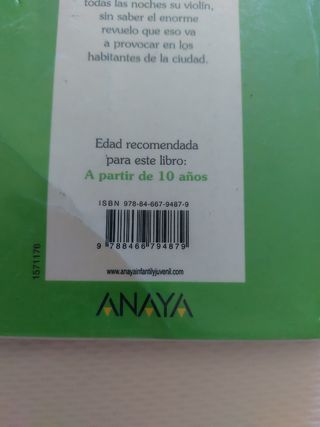 todas las noches su violín,
sin saber el enorme
revuelo que eso va
a provocar en los
habitantes de la ciudad.
Edad recomendada
para este libro:
A partir de 10 años
ISBN 978-84-667-9487-9
9 788466 794879
1571170
www.anayainfantilyjuvenil.com
ANAYA